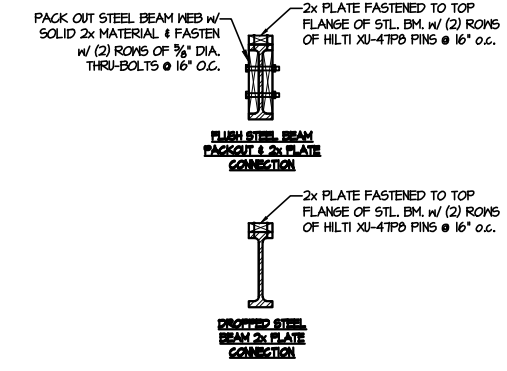 PACK OUT STEEL BEAM WEB W/
SOLID 2x MATERIAL & FASTEN
W/ (2) ROWS OF 5/8" DIA.
THRU-BOLTS @ 16" O.C.
2x PLATE FASTENED TO TOP
FLANGE OF STL. BM. W/ (2) ROWS
OF HILTI XU-47P8 PINS @ 16" o.c.
FLUSH STEEL BEAM
PACKOUT & 2x PLATE
CONNECTION
2x PLATE FASTENED TO TOP
FLANGE OF STL. BM. W/ (2) ROWS
OF HILTI XU-47P8 PINS @ 16" o.c.
DROPPED STEEL
BEAM 2x PLATE
CONNECTION